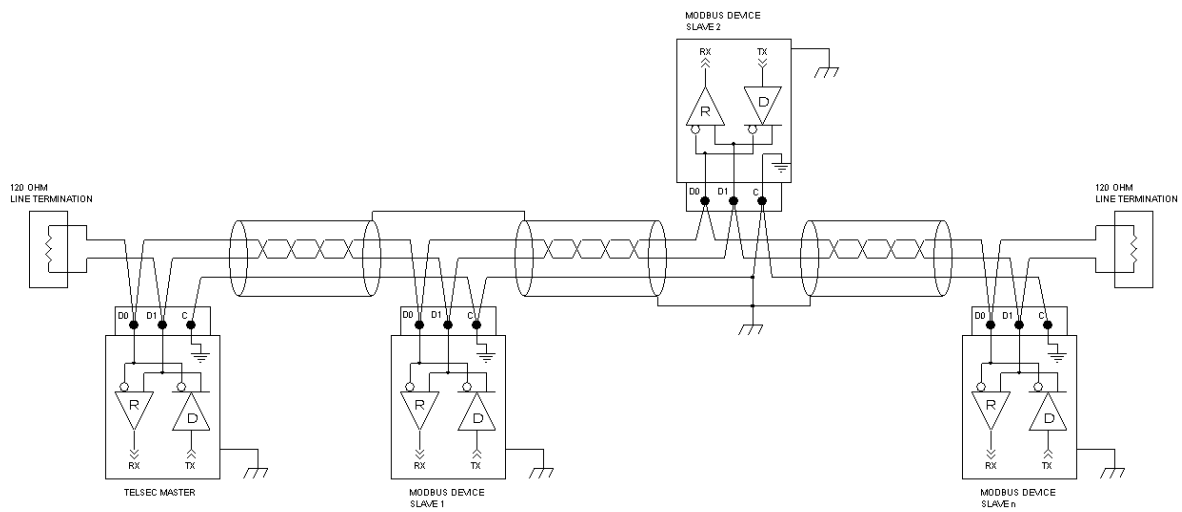 MODBUS DEVICE
SLAVE 2
RX TX
R D
D0 D1 C
120 OHM
LINE TERMINATION
120 OHM
LINE TERMINATION
D0 D1 C
R D
RX TX
TELSEC MASTER
D0 D1 C
R D
RX TX
MODBUS DEVICE
SLAVE 1
D0 D1 C
R D
RX TX
MODBUS DEVICE
SLAVE n